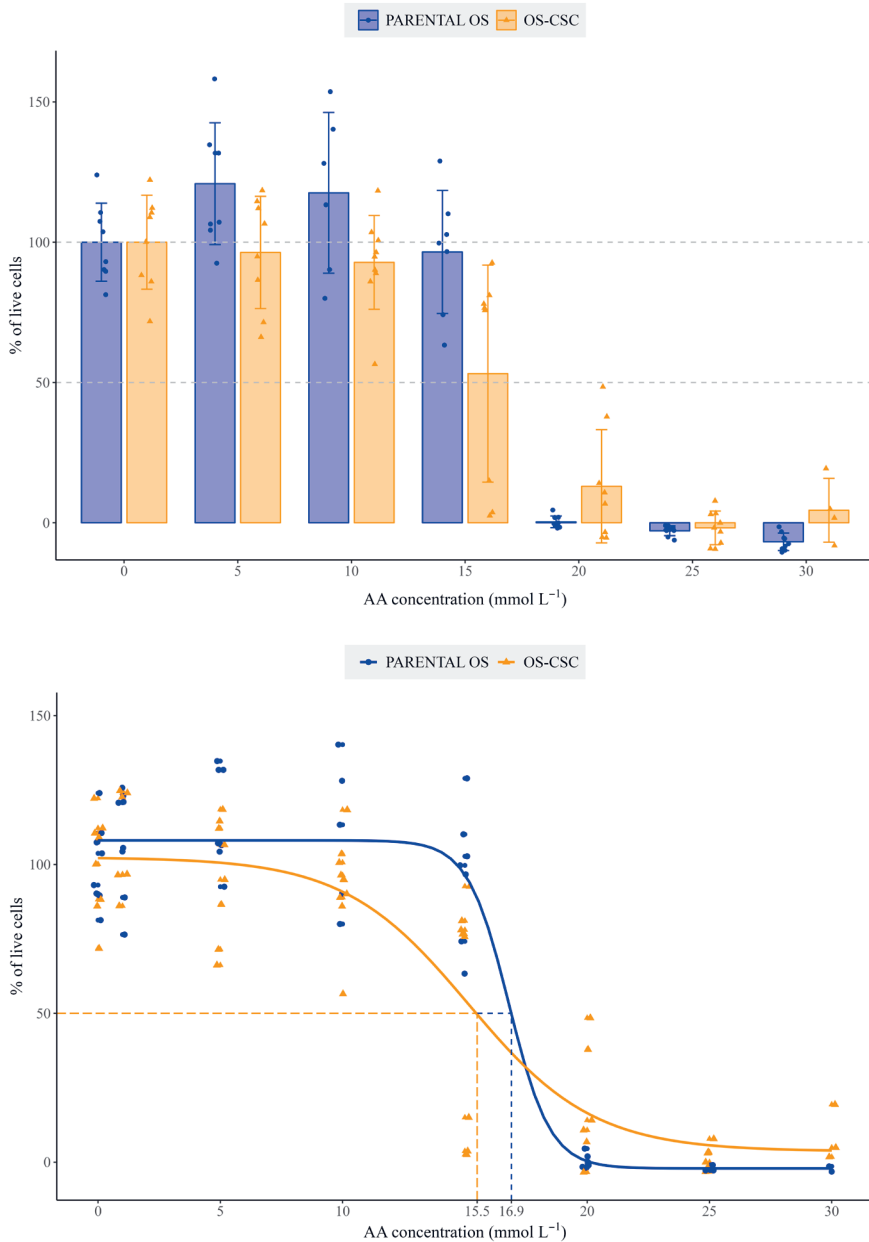 PARENTAL OS OS-CSC
150
100
50
0
% of live cells
0 5 10 15 20 25 30
AA concentration (mmol L⁻¹)
PARENTAL OS OS-CSC
150
100
50
0
% of live cells
0 5 10 15.5 16.9 20 25 30
AA concentration (mmol L⁻¹)